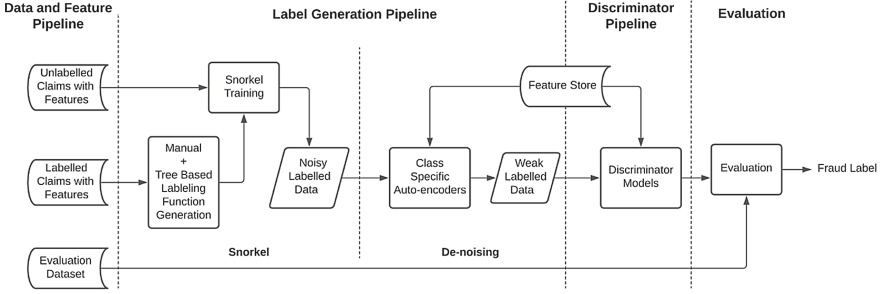 Data and Feature
Pipeline
Label Generation Pipeline
Discriminator
Pipeline
Evaluation
Unlabelled
Claims with
Features
Snorkel
Training
Feature Store
Labelled
Claims with
Features
Manual
+
Tree Based
Labeling
Function
Generation
Noisy
Labelled
Data
Class
Specific
Auto-encoders
Weak
Labelled
Data
Discriminator
Models
Evaluation
Fraud Label
Evaluation
Dataset
Snorkel
De-noising